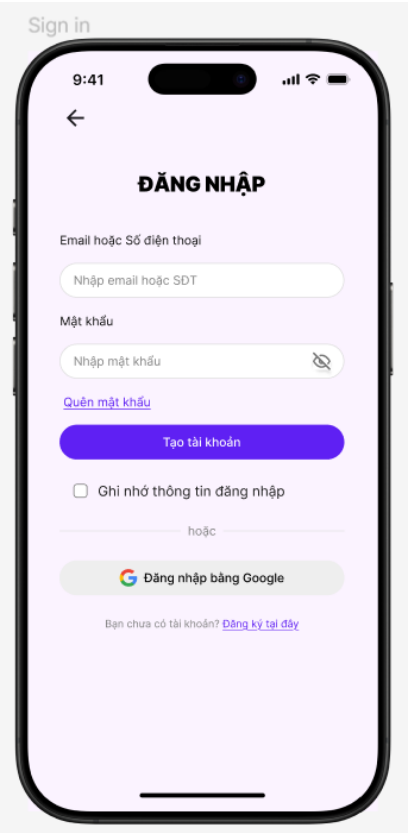 Sign in
9:41
ĐĂNG NHẬP
Email hoặc Số điện thoại
Nhập email hoặc SĐT
Mật khẩu
Nhập mật khẩu
Quên mật khẩu
Tạo tài khoản
Ghi nhớ thông tin đăng nhập
hoặc
Đăng nhập bằng Google
Bạn chưa có tài khoản? Đăng ký tại đây